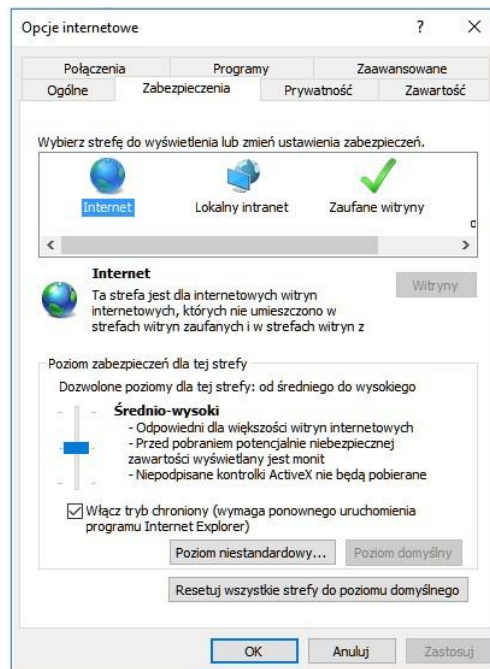 Opcje internetowe
?
Połączenia Programy Zaawansowane
Ogólne Zabezpieczenia Prywatność Zawartość
Wybierz strefę do wyświetlenia lub zmień ustawienia zabezpieczeń.
Internet Lokalny intranet Zaufane witryny
Internet
Witryny
Ta strefa jest dla internetowych witryn
internetowych, których nie umieszczono w
strefach witryn zaufanych i w strefach witryn z
Poziom zabezpieczeń dla tej strefy
Dozwolone poziomy dla tej strefy: od średniego do wysokiego
Średnio-wysoki
- Odpowiedni dla większości witryn internetowych
- Przed pobraniem potencjalnie niebezpiecznej
zawartości wyświetlany jest monit
- Niepodpisane kontrolki ActiveX nie będą pobierane
Włącz tryb chroniony (wymaga ponownego uruchomienia
programu Internet Explorer)
Poziom niestandardowy... Poziom domyślny
Resetuj wszystkie strefy do poziomu domyślnego
OK Anuluj Zastosuj